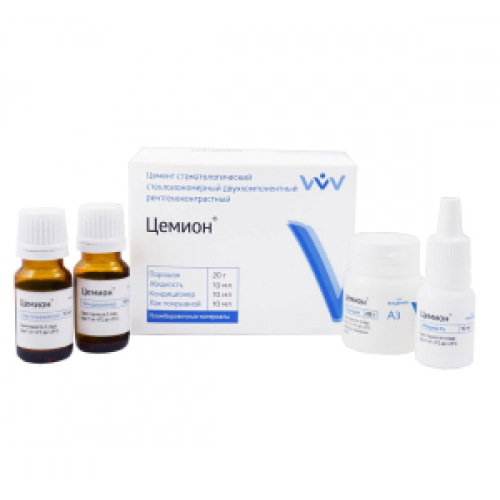 Цемент стоматологический
стеклоиономерный двухкомпонентный
рентгеноконтрастный
Цемион®
Порошок 20 г
Жидкость 10 мл
Кондиционер 10 мл
Лак покрывной 10 мл
Пломбировочные материалы
Цемион
Цемион
Цемион
A3
Цемион
Жидкость